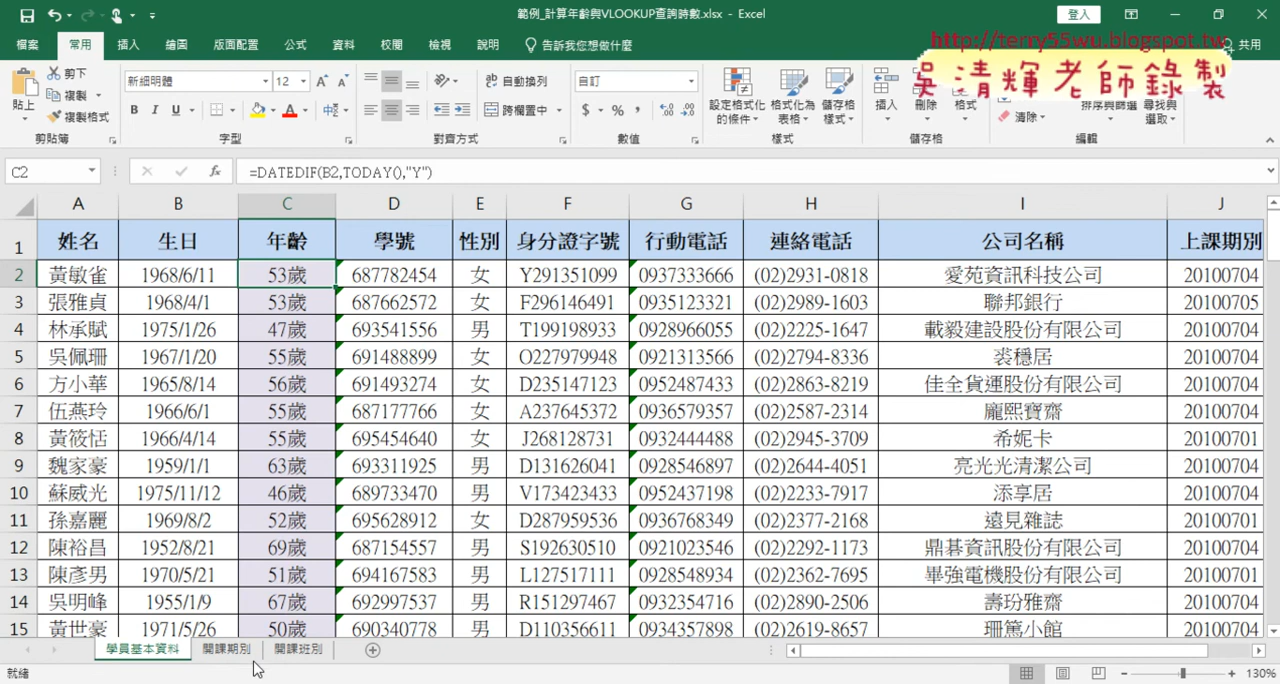 範例_計算年齡與VLOOKUP查詢時數.xlsx - Excel
登入
檔案 常用 插入 繪圖 版面配置 公式 資料 校閱 檢視 說明 告訴我您想做什麼 共用
http://terry55wu.blogspot.tw
吳清輝老師錄製
貼上 剪下 複製 複製格式 剪貼簿
新細明體 12 B I U 字型
自動換列 跨欄置中 對齊方式
自訂 $ % 數值
設定格式化的條件 格式化為表格 儲存格樣式 樣式
插入 刪除 格式 儲存格
清除 排序與篩選 尋找與選取 編輯
C2 fx =DATEDIF(B2,TODAY(),"Y")
A B C D E F G H I J
1 姓名 生日 年齡 學號 性別 身分證字號 行動電話 連絡電話 公司名稱 上課期別
2 黃敏雀 1968/6/11 53歲 687782454 女 Y291351099 0937333666 (02)2931-0818 愛苑資訊科技公司 20100704
3 張雅貞 1968/4/1 53歲 687662572 女 F296146491 0935123321 (02)2989-1603 聯邦銀行 20100705
4 林承賦 1975/1/26 47歲 693541556 男 T199198933 0928966055 (02)2225-1647 載毅建設股份有限公司 20100704
5 吳佩珊 1967/1/20 55歲 691488899 女 O227979948 0921313566 (02)2794-8336 裘穩居 20100704
6 方小華 1965/8/14 56歲 691493274 女 D235147123 0952487433 (02)2863-8219 佳全貨運股份有限公司 20100704
7 伍燕玲 1966/6/1 55歲 687177766 女 A237645372 0936579357 (02)2587-2314 龐熙寶齋 20100704
8 黃筱恬 1966/4/14 55歲 695454640 女 J268128731 0932444488 (02)2945-3709 希妮卡 20100701
9 魏家豪 1959/1/1 63歲 693311925 男 D131626041 0928546897 (02)2644-4051 亮光光清潔公司 20100704
10 蘇威光 1975/11/12 46歲 689733470 男 V173423433 0952437198 (02)2233-7917 添享居 20100704
11 孫嘉麗 1969/8/2 52歲 695628912 女 D287959536 0936768349 (02)2377-2168 遠見雜誌 20100701
12 陳裕昌 1952/8/21 69歲 687154557 男 S192630510 0921023546 (02)2292-1173 鼎碁資訊股份有限公司 20100704
13 陳彥男 1970/5/21 51歲 694167583 男 L127517111 0928548934 (02)2362-7695 畢強電機股份有限公司 20100701
14 吳明峰 1955/1/9 67歲 692997537 男 R151297467 0932354716 (02)2890-2506 壽玢雅齋 20100704
15 黃世豪 1971/5/26 50歲 690340778 男 D110356611 0934357898 (02)2619-8657 珊篤小館 20100704
學員基本資料 開課期別 開課班別
就緒 130%